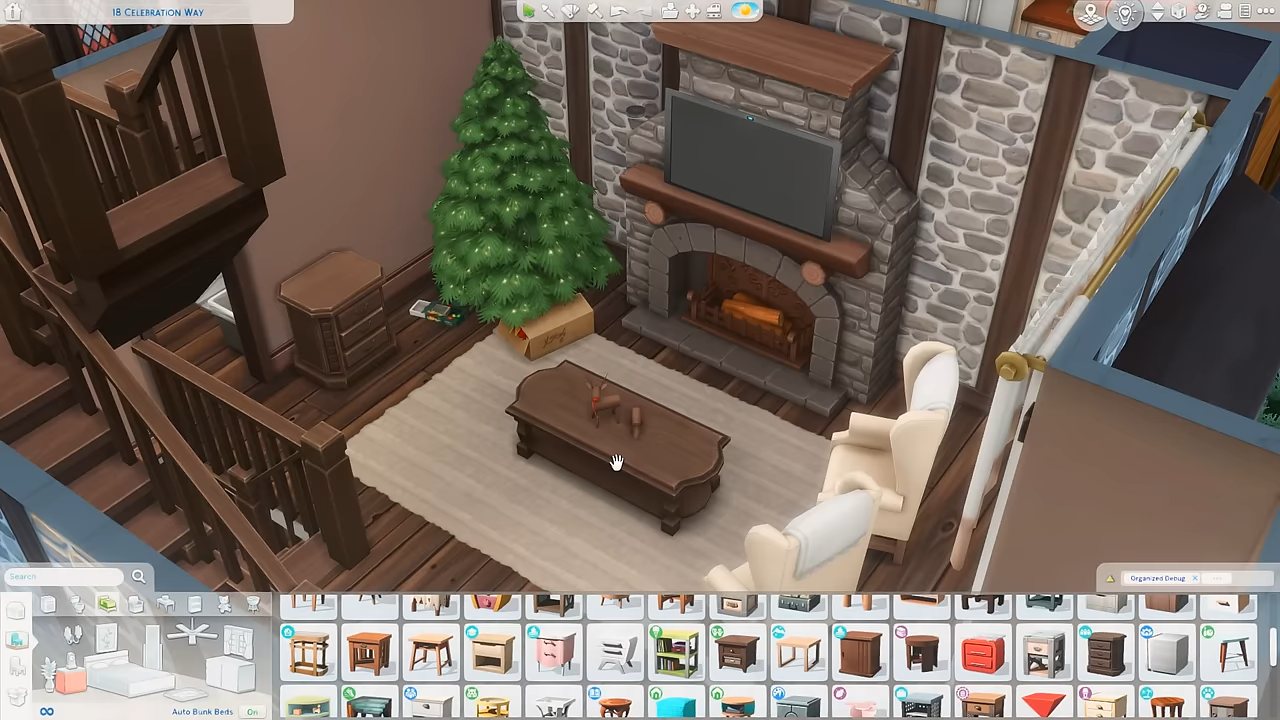 18 Celebration Way
Search
Organized Debug
Auto Bunk Beds
On